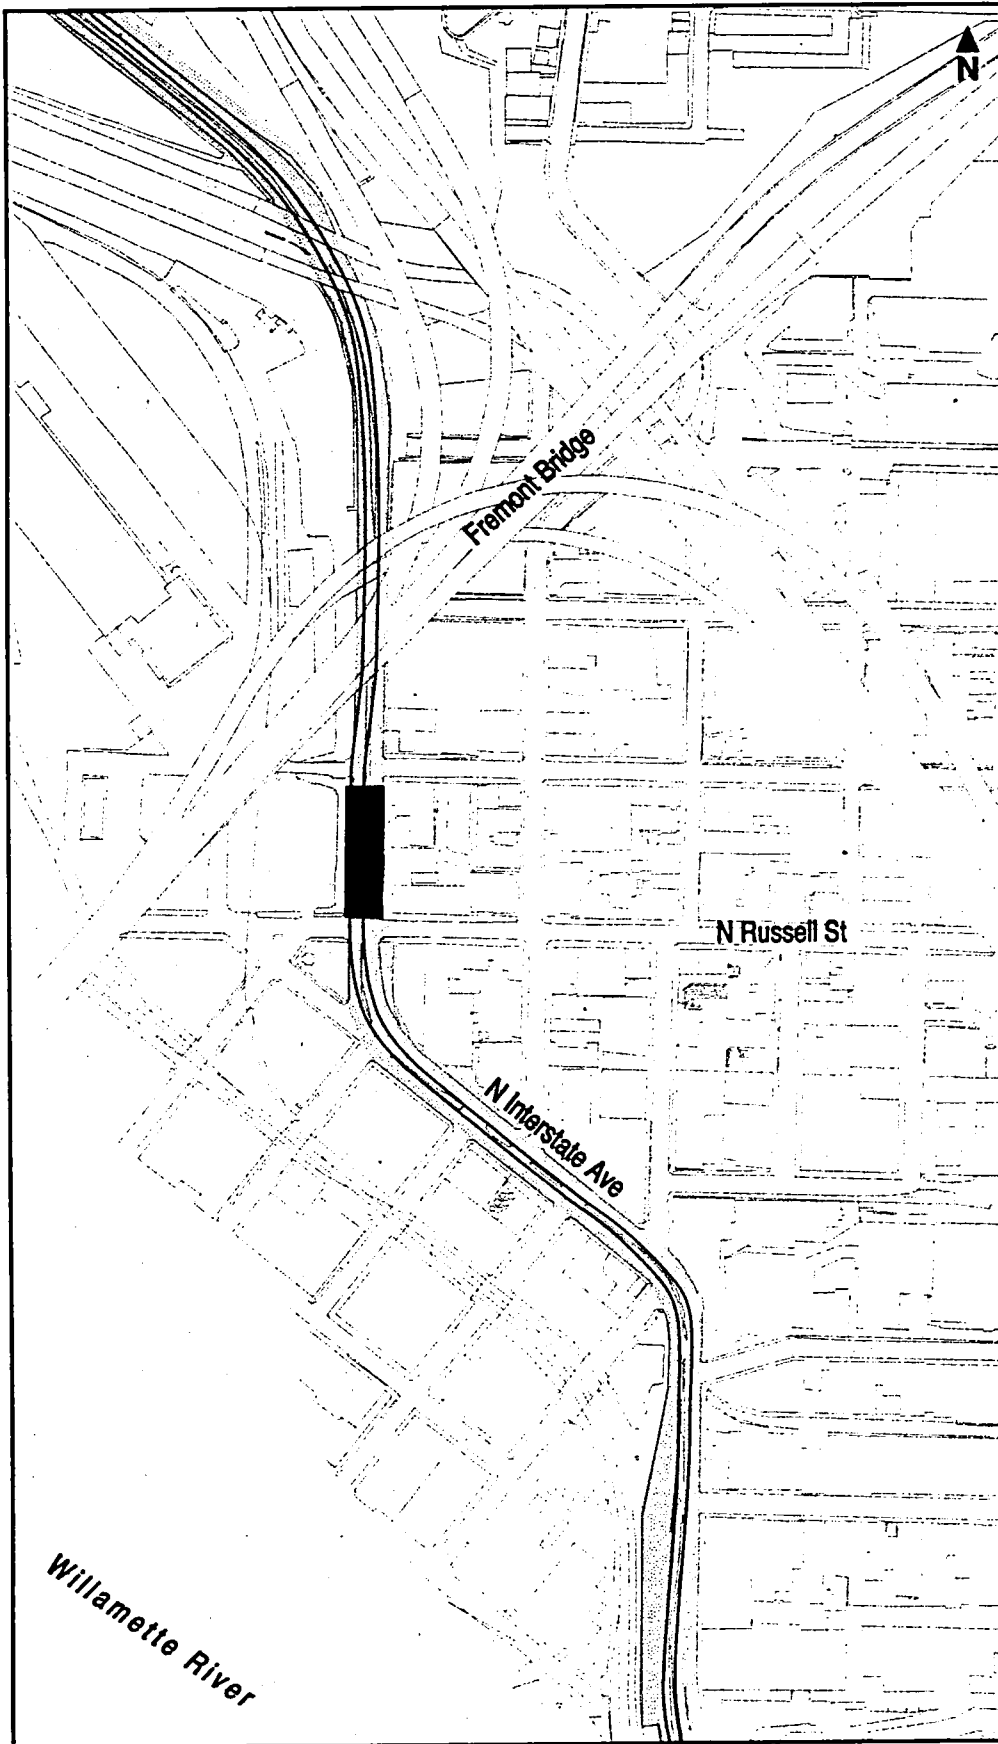 N
Fremont Bridge
N Russell St
N Interstate Ave
Willamette River